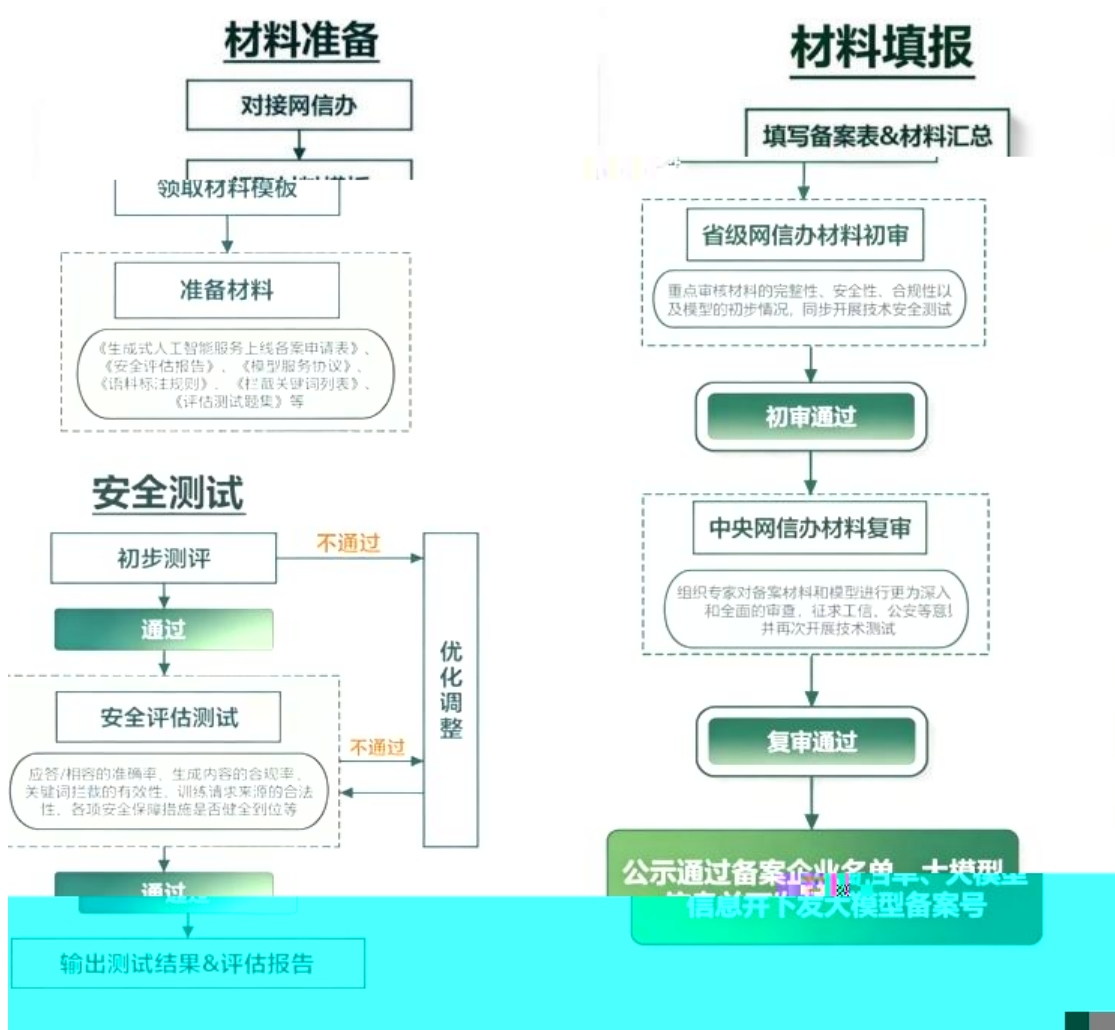 材料准备
对接网信办
领取材料模板
准备材料
《生成式人工智能服务上线备案申请表》、
《安全评估报告》、《模型服务协议》、
《语料标注规则》、《拦截关键词列表》、
《评估测试题集》等
安全测试
初步测评
不通过
通过
优化调整
安全评估测试
不通过
应答/相容的准确率、生成内容的合规率、
关键词拦截的有效性、训练请求来源的合法
性、各项安全保障措施是否健全到位等
通过
输出测试结果&评估报告
材料填报
填写备案表&材料汇总
省级网信办材料初审
重点审核材料的完整性、安全性、合规性以
及模型的初步情况，同步开展技术安全测试
初审通过
中央网信办材料复审
组织专家对备案材料和模型进行更为深入
和全面的审查，征求工信、公安等意
并再次开展技术测试
复审通过
公示通过备案企业名单、大模型
信息并下发大模型备案号